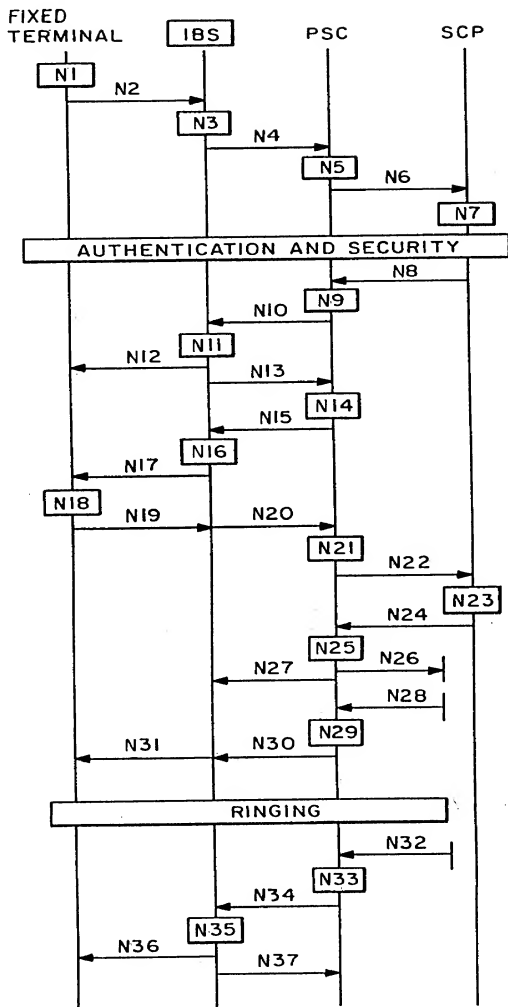 FIXED
TERMINAL
IBS
PSC
SCP
N1
N2
N3
N4
N5
N6
N7
AUTHENTICATION AND SECURITY
N8
N9
N10
N11
N12
N13
N14
N15
N16
N17
N18
N19
N20
N21
N22
N23
N24
N25
N26
N27
N28
N29
N31
N30
RINGING
N32
N33
N34
N35
N36
N37